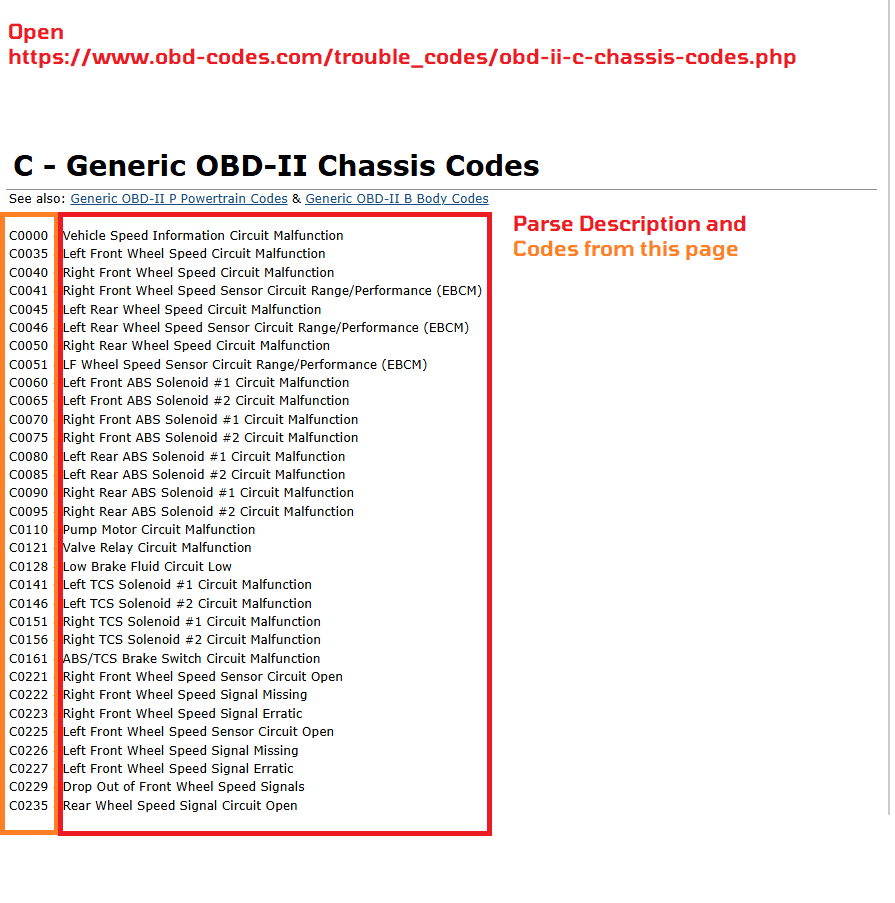 Open
https://www.obd-codes.com/trouble_codes/obd-ii-c-chassis-codes.php
C - Generic OBD-II Chassis Codes
See also: Generic OBD-II P Powertrain Codes & Generic OBD-II B Body Codes
Parse Description and
Codes from this page
C0000 Vehicle Speed Information Circuit Malfunction
C0035 Left Front Wheel Speed Circuit Malfunction
C0040 Right Front Wheel Speed Circuit Malfunction
C0041 Right Front Wheel Speed Sensor Circuit Range/Performance (EBCM)
C0045 Left Rear Wheel Speed Circuit Malfunction
C0046 Left Rear Wheel Speed Sensor Circuit Range/Performance (EBCM)
C0050 Right Rear Wheel Speed Circuit Malfunction
C0051 LF Wheel Speed Sensor Circuit Range/Performance (EBCM)
C0060 Left Front ABS Solenoid #1 Circuit Malfunction
C0065 Left Front ABS Solenoid #2 Circuit Malfunction
C0070 Right Front ABS Solenoid #1 Circuit Malfunction
C0075 Right Front ABS Solenoid #2 Circuit Malfunction
C0080 Left Rear ABS Solenoid #1 Circuit Malfunction
C0085 Left Rear ABS Solenoid #2 Circuit Malfunction
C0090 Right Rear ABS Solenoid #1 Circuit Malfunction
C0095 Right Rear ABS Solenoid #2 Circuit Malfunction
C0110 Pump Motor Circuit Malfunction
C0121 Valve Relay Circuit Malfunction
C0128 Low Brake Fluid Circuit Low
C0141 Left TCS Solenoid #1 Circuit Malfunction
C0146 Left TCS Solenoid #2 Circuit Malfunction
C0151 Right TCS Solenoid #1 Circuit Malfunction
C0156 Right TCS Solenoid #2 Circuit Malfunction
C0161 ABS/TCS Brake Switch Circuit Malfunction
C0221 Right Front Wheel Speed Sensor Circuit Open
C0222 Right Front Wheel Speed Signal Missing
C0223 Right Front Wheel Speed Signal Erratic
C0225 Left Front Wheel Speed Sensor Circuit Open
C0226 Left Front Wheel Speed Signal Missing
C0227 Left Front Wheel Speed Signal Erratic
C0229 Drop Out of Front Wheel Speed Signals
C0235 Rear Wheel Speed Signal Circuit Open